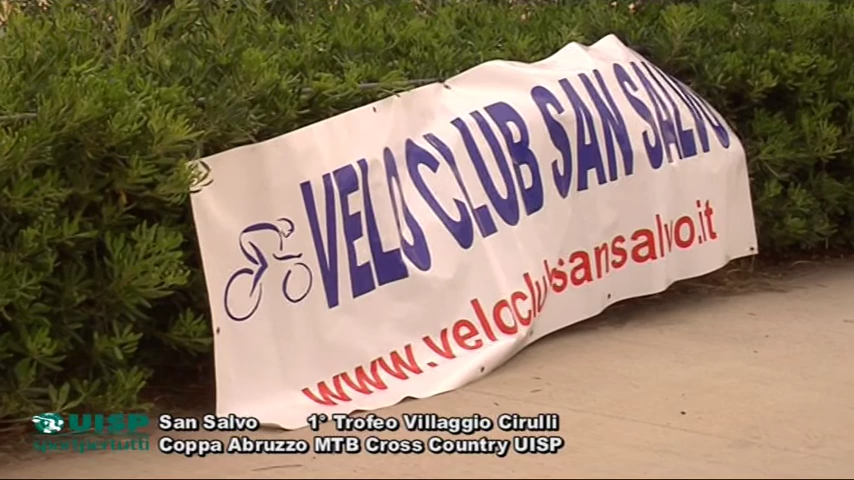 VELO CLUB SAN SALVO
www.veloclubsansalvo.it
UISP
sportpertutti
San Salvo 1° Trofeo Villaggio Cirulli
Coppa Abruzzo MTB Cross Country UISP